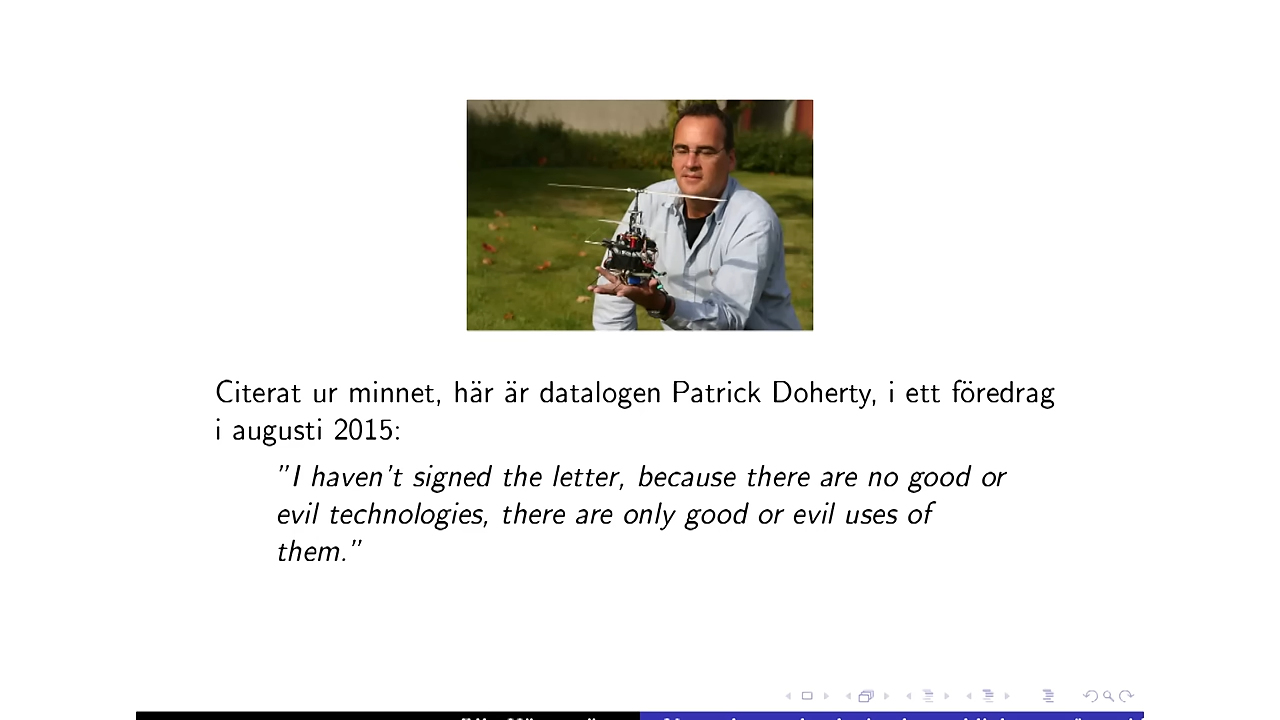 Citerat ur minnet, här är datalogen Patrick Doherty, i ett föredrag
i augusti 2015:
”I haven’t signed the letter, because there are no good or
evil technologies, there are only good or evil uses of
them.”